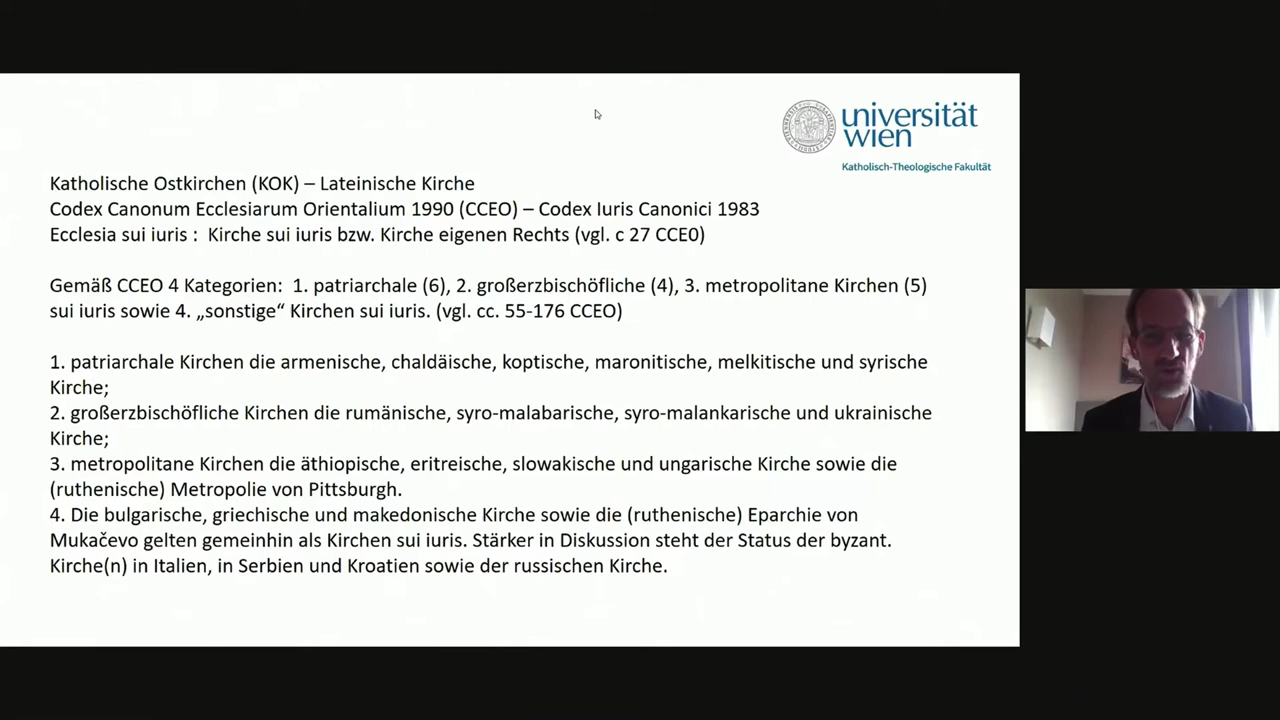 universität
wien
Katholisch-Theologische Fakultät
Katholische Ostkirchen (KOK) – Lateinische Kirche
Codex Canonum Ecclesiarum Orientalium 1990 (CCEO) – Codex Iuris Canonici 1983
Ecclesia sui iuris :  Kirche sui iuris bzw. Kirche eigenen Rechts (vgl. c 27 CCE0)
Gemäß CCEO 4 Kategorien:  1. patriarchale (6), 2. großerzbischöfliche (4), 3. metropolitane Kirchen (5)
sui iuris sowie 4. „sonstige“ Kirchen sui iuris. (vgl. cc. 55-176 CCEO)
1. patriarchale Kirchen die armenische, chaldäische, koptische, maronitische, melkitische und syrische
Kirche;
2. großerzbischöfliche Kirchen die rumänische, syro-malabarische, syro-malankarische und ukrainische
Kirche;
3. metropolitane Kirchen die äthiopische, eritreische, slowakische und ungarische Kirche sowie die
(ruthenische) Metropolie von Pittsburgh.
4. Die bulgarische, griechische und makedonische Kirche sowie die (ruthenische) Eparchie von
Mukačevo gelten gemeinhin als Kirchen sui iuris. Stärker in Diskussion steht der Status der byzant.
Kirche(n) in Italien, in Serbien und Kroatien sowie der russischen Kirche.